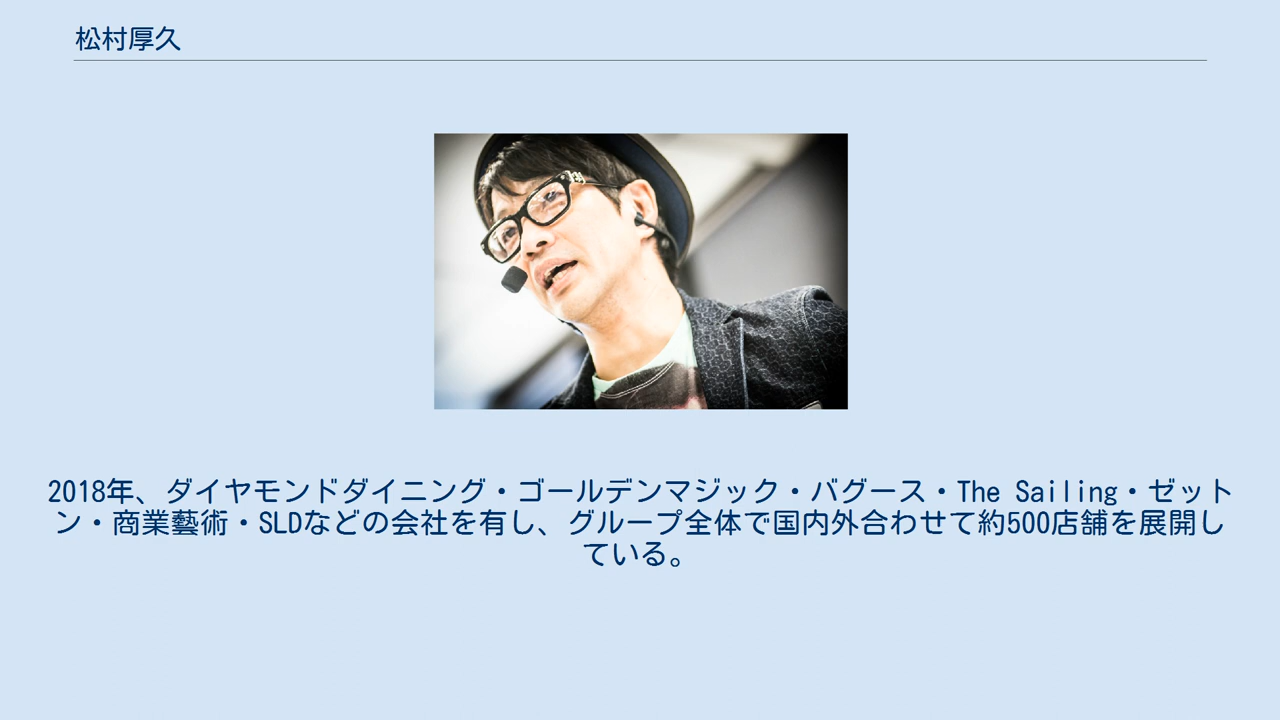 松村厚久
2018年、ダイヤモンドダイニング・ゴールデンマジック・バグース・The Sailing・ゼット
ン・商業藝術・SLDなどの会社を有し、グループ全体で国内外合わせて約500店舗を展開し
ている。